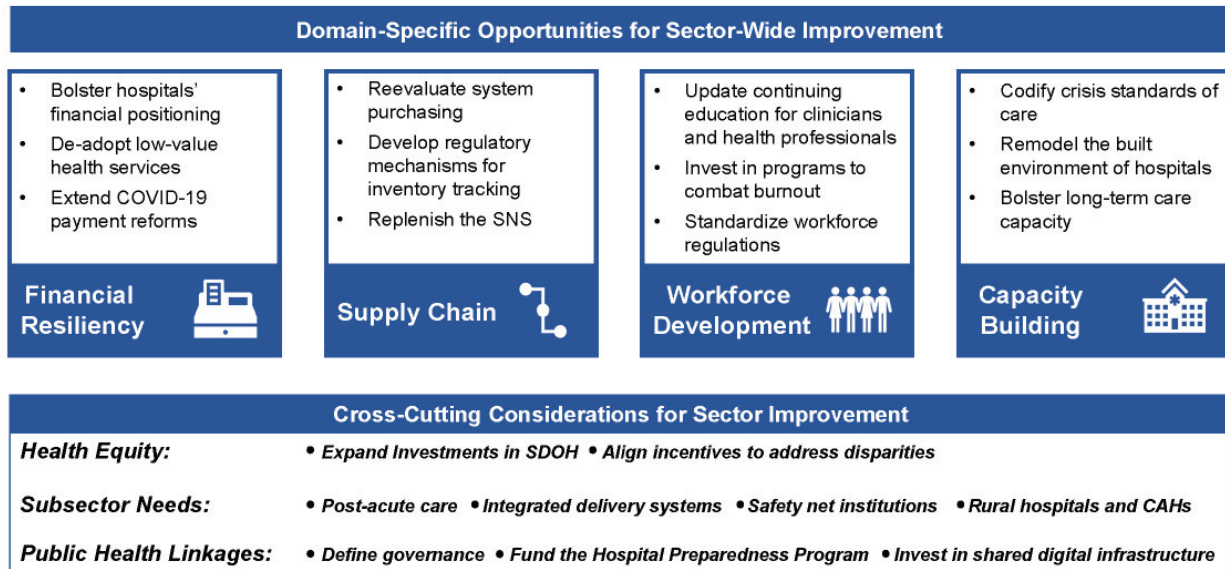 Domain-Specific Opportunities for Sector-Wide Improvement
• Bolster hospitals'
financial positioning
• De-adopt low-value
health services
• Extend COVID-19
payment reforms
Financial
Resiliency
• Reevaluate system
purchasing
• Develop regulatory
mechanisms for
inventory tracking
• Replenish the SNS
Supply Chain
• Update continuing
education for clinicians
and health professionals
• Invest in programs to
combat burnout
• Standardize workforce
regulations
Workforce
Development
• Codify crisis standards of
care
• Remodel the built
environment of hospitals
• Bolster long-term care
capacity
Capacity
Building
Cross-Cutting Considerations for Sector Improvement
Health Equity: • Expand Investments in SDOH • Align incentives to address disparities
Subsector Needs: • Post-acute care • Integrated delivery systems • Safety net institutions • Rural hospitals and CAHs
Public Health Linkages: • Define governance • Fund the Hospital Preparedness Program • Invest in shared digital infrastructure